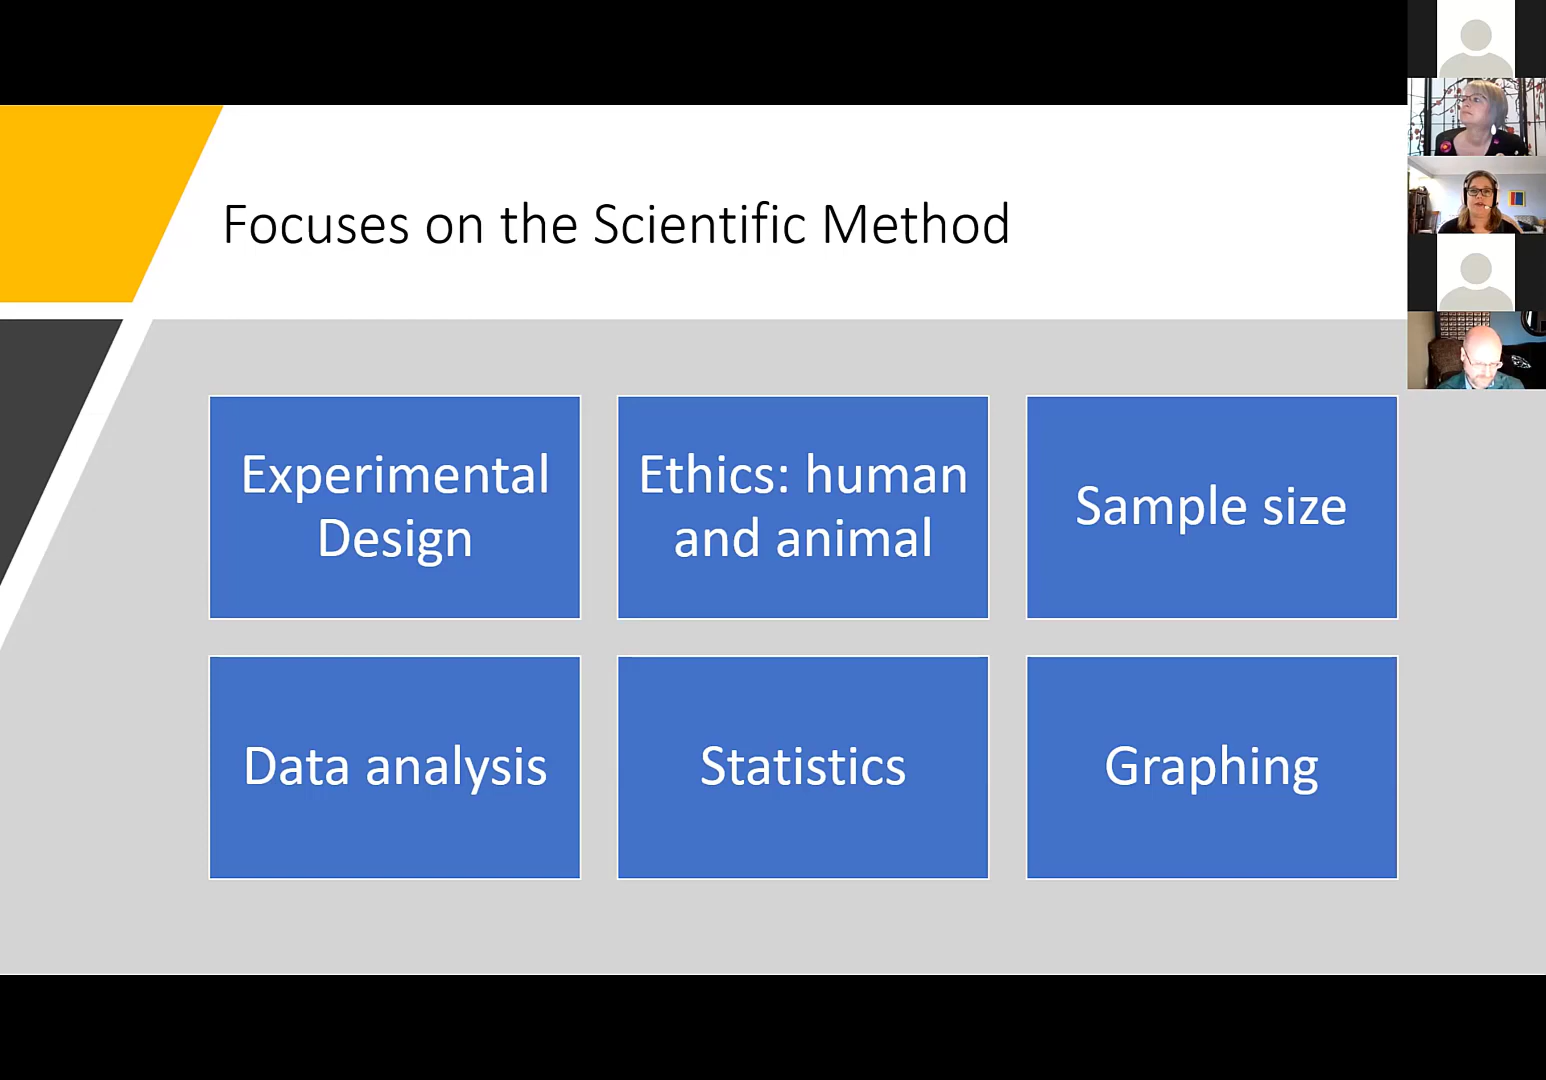 Focuses on the Scientific Method
Experimental
Design
Ethics: human
and animal
Sample size
Data analysis
Statistics
Graphing